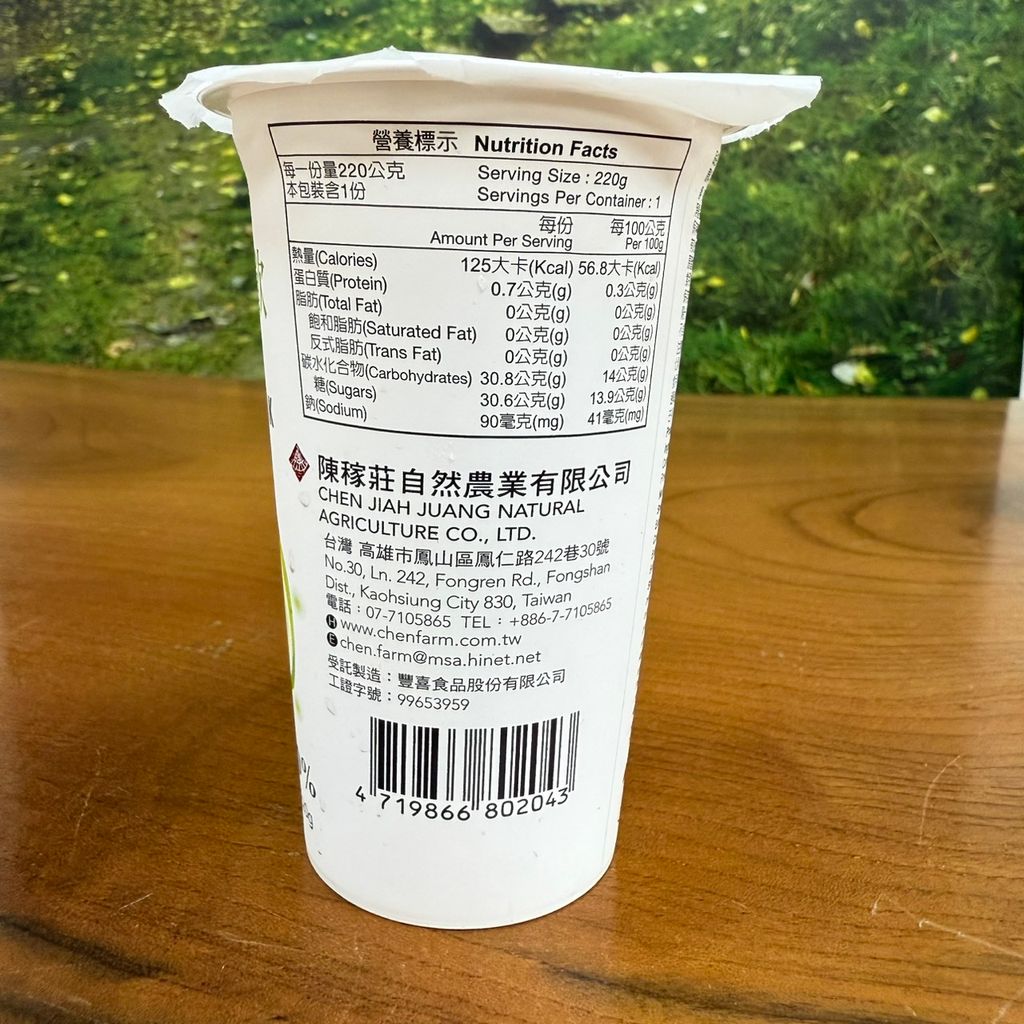 營養標示 Nutrition Facts
每一份量220公克 Serving Size : 220g
本包裝含1份 Servings Per Container : 1
每份 每100公克
Amount Per Serving Per 100g
熱量(Calories) 125大卡(Kcal) 56.8大卡(Kcal)
蛋白質(Protein) 0.7公克(g) 0.3公克(g)
脂肪(Total Fat) 0公克(g) 0公克(g)
飽和脂肪(Saturated Fat) 0公克(g) 0公克(g)
反式脂肪(Trans Fat) 0公克(g) 0公克(g)
碳水化合物(Carbohydrates) 30.8公克(g) 14公克(g)
糖(Sugars) 30.6公克(g) 13.9公克(g)
鈉(Sodium) 90毫克(mg) 41毫克(mg)
陳稼莊自然農業有限公司
CHEN JIAH JUANG NATURAL
AGRICULTURE CO., LTD.
台灣 高雄市鳳山區鳳仁路242巷30號
No.30, Ln. 242, Fongren Rd., Fongshan
Dist., Kaohsiung City 830, Taiwan
電話：07-7105865 TEL：+886-7-7105865
H www.chenfarm.com.tw
E chen.farm@msa.hinet.net
受託製造：豐喜食品股份有限公司
工證字號：99653959
4 719866 802043